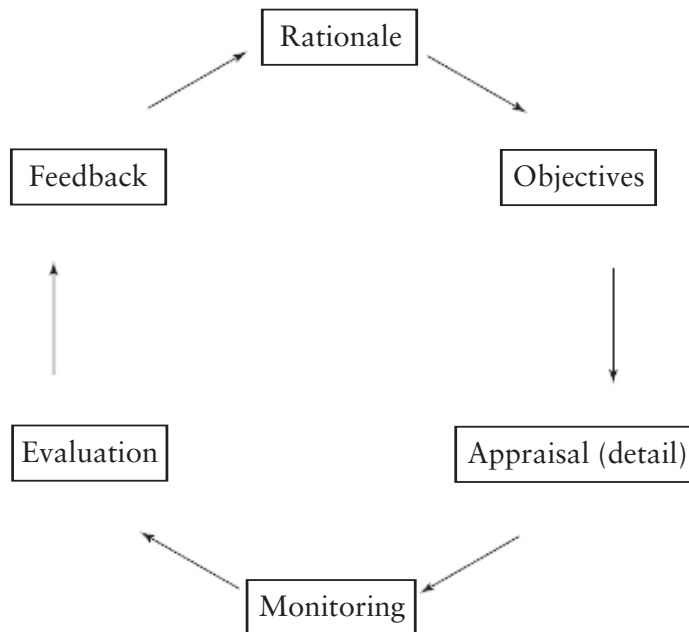 Rationale
Feedback
Objectives
Evaluation
Appraisal (detail)
Monitoring